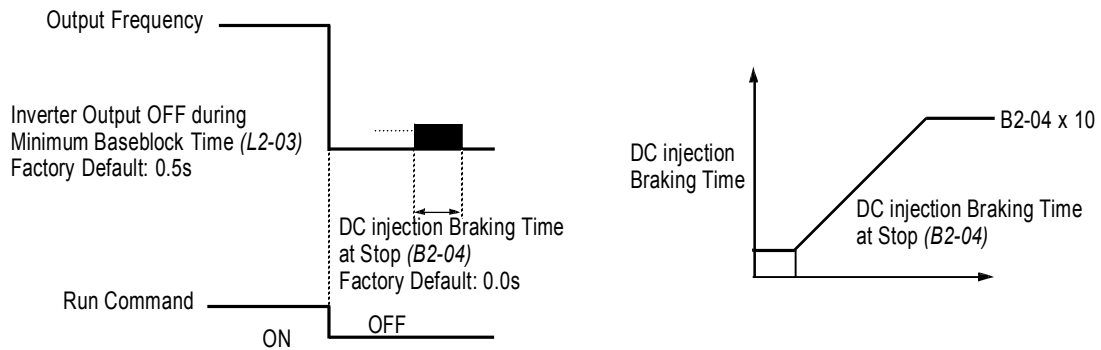 Output Frequency
Inverter Output OFF during
Minimum Baseblock Time (L2-03)
Factory Default: 0.5s
DC injection Braking Time
at Stop (B2-04)
Factory Default: 0.0s
Run Command
ON
OFF
DC injection
Braking Time
B2-04 x 10
DC injection Braking Time
at Stop (B2-04)